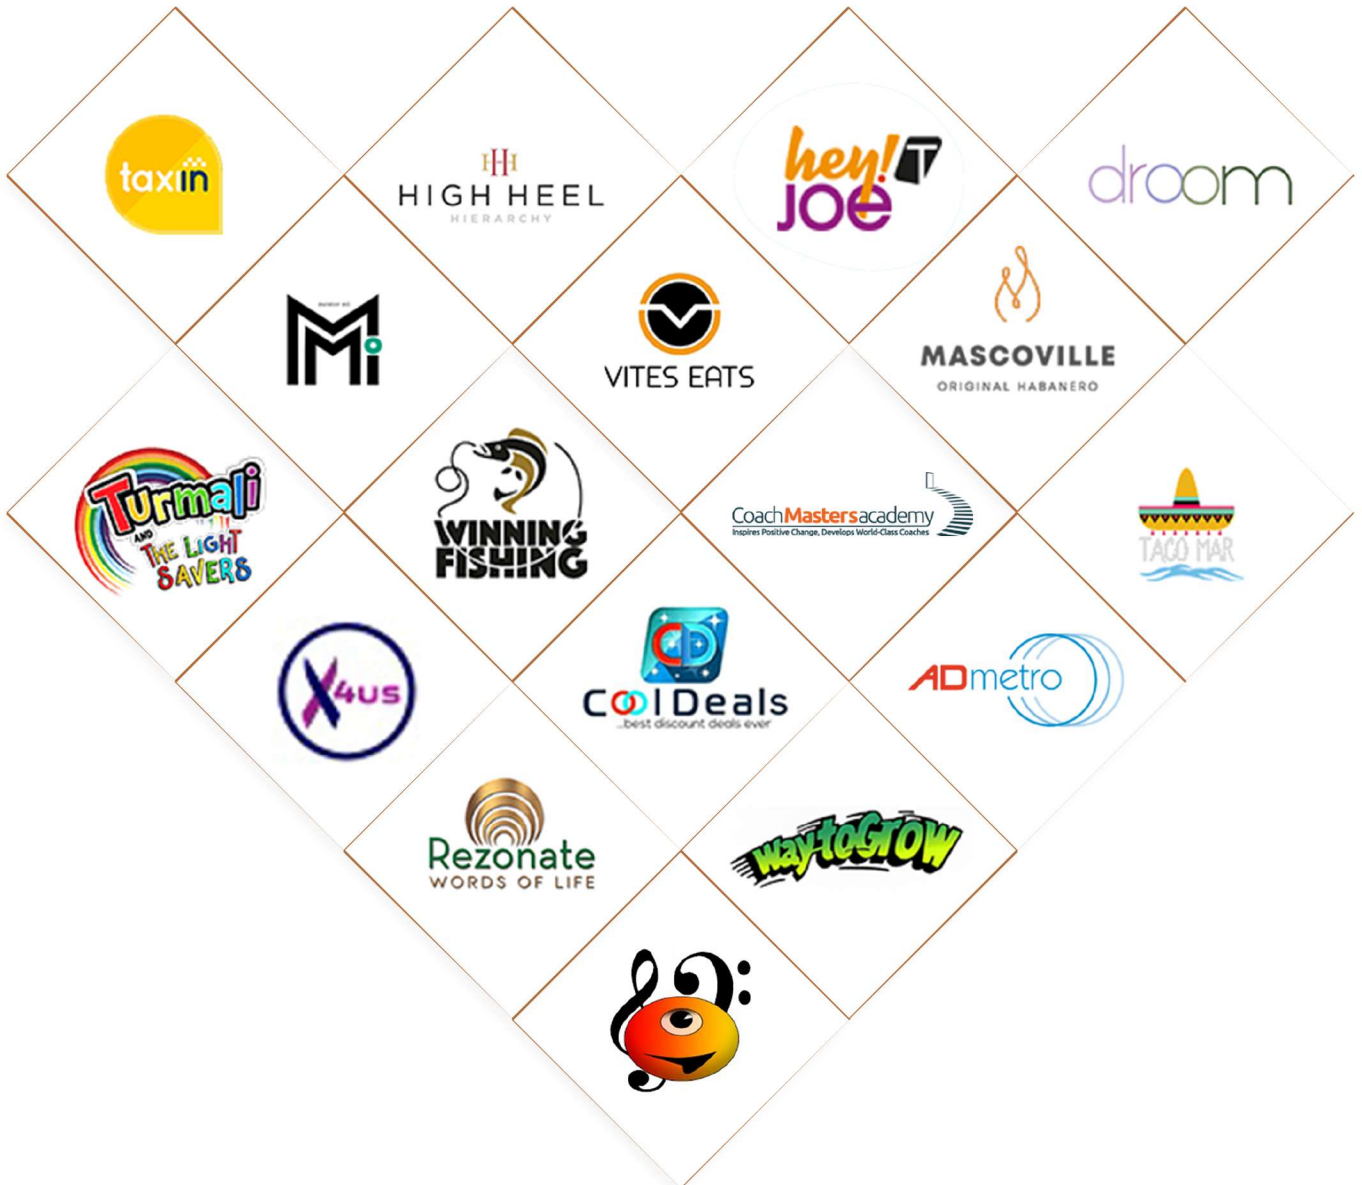 taxin
HIGH HEEL
HIERARCHY
hey! T
JOe
droom
MMi
VITES EATS
MASCOVILLE
ORIGINAL HABANERO
Turmali
AND
THE LIGHT
SAVERS
WINNING
FISHING
CoachMastersacademy
Inspires Positive Change, Develops World-Class Coaches
TACO MAR
X4US
CD
CoolDeals
...best discount deals ever
ADmetro
Rezonate
WORDS OF LIFE
waytoGrow